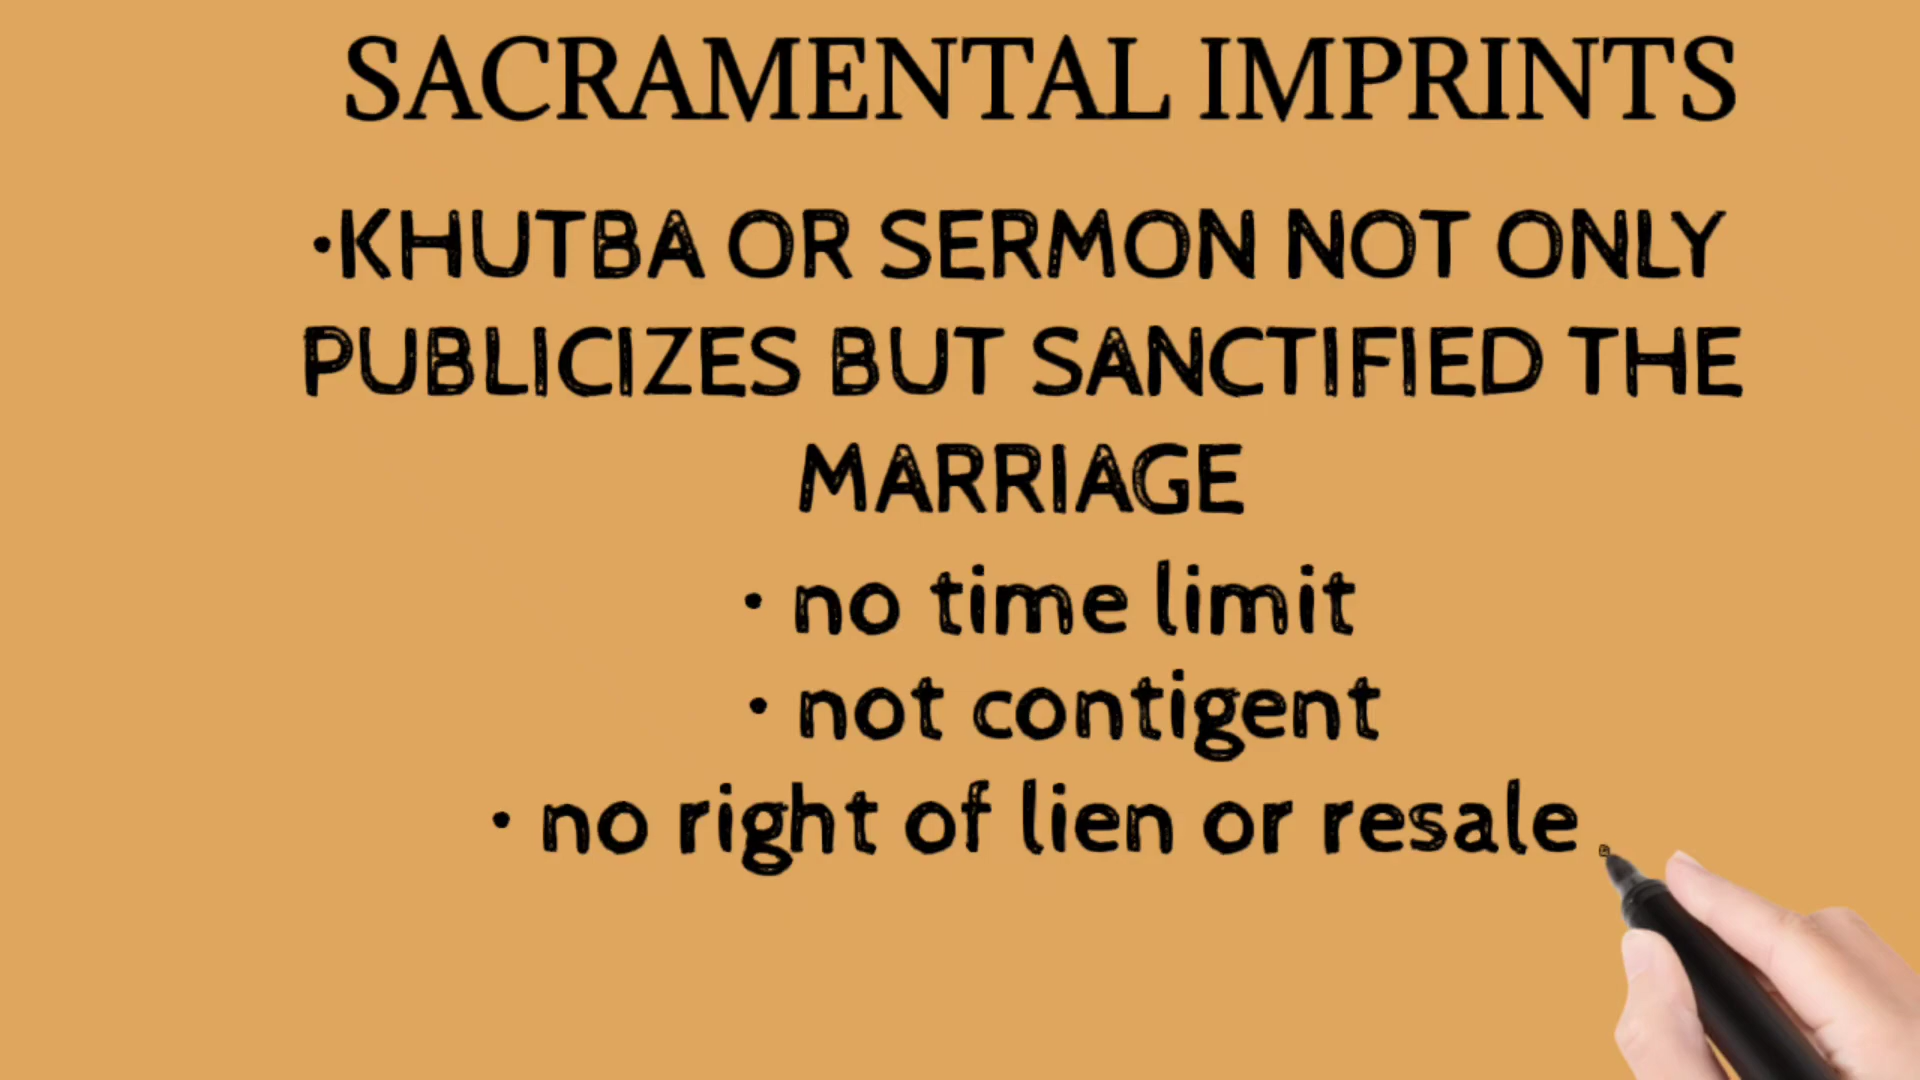 SACRAMENTAL IMPRINTS
•KHUTBA OR SERMON NOT ONLY
PUBLICIZES BUT SANCTIFIED THE
MARRIAGE
• no time limit
• not contigent
• no right of lien or resale .